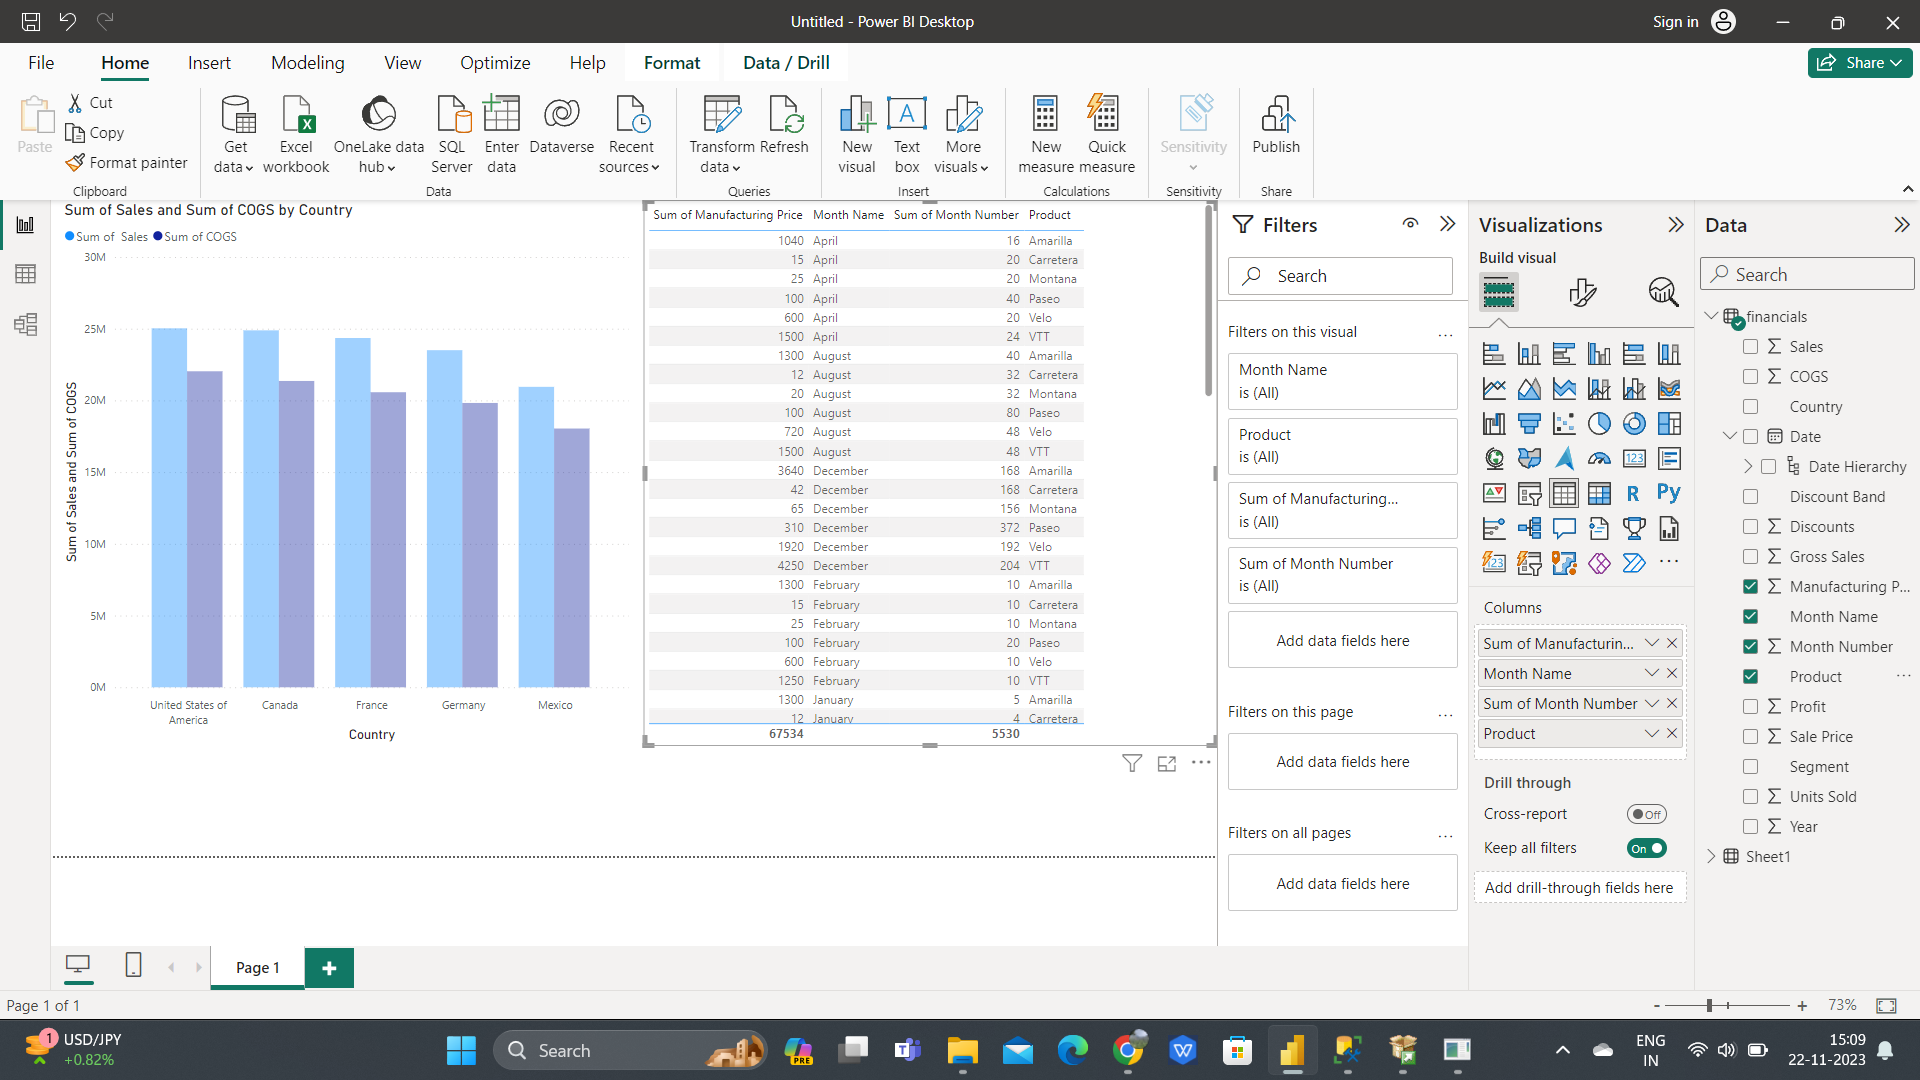 Untitled - Power BI Desktop
Sign in
File Home Insert Modeling View Optimize Help Format Data / Drill
Share
Paste
Cut
Copy
Format painter
Clipboard
Get data
Excel workbook
OneLake data hub
SQL Server
Enter data
Dataverse
Recent sources
Data
Transform data
Refresh
Queries
New visual
Text box
More visuals
Insert
New measure
Quick measure
Calculations
Sensitivity
Sensitivity
Publish
Share
Sum of Sales and Sum of COGS by Country
Sum of Sales Sum of COGS
30M
25M
20M
15M
10M
5M
0M
Sum of Sales and Sum of COGS
United States of America
Canada
France
Germany
Mexico
Country
Sum of Manufacturing Price Month Name Sum of Month Number Product
1040 April 16 Amarilla
15 April 20 Carretera
25 April 20 Montana
100 April 40 Paseo
600 April 20 Velo
1500 April 24 VTT
1300 August 40 Amarilla
12 August 32 Carretera
20 August 32 Montana
100 August 80 Paseo
720 August 48 Velo
1500 August 48 VTT
3640 December 168 Amarilla
42 December 168 Carretera
65 December 156 Montana
310 December 372 Paseo
1920 December 192 Velo
4250 December 204 VTT
1300 February 10 Amarilla
15 February 10 Carretera
25 February 10 Montana
100 February 20 Paseo
600 February 10 Velo
1250 February 10 VTT
1300 January 5 Amarilla
12 January 4 Carretera
67534 5530
Filters
Search
Filters on this visual ...
Month Name
is (All)
Product
is (All)
Sum of Manufacturing...
is (All)
Sum of Month Number
is (All)
Add data fields here
Filters on this page ...
Add data fields here
Filters on all pages ...
Add data fields here
Visualizations
Build visual
123
R
Py
123
Columns
Sum of Manufacturin...
Month Name
Sum of Month Number
Product
Drill through
Cross-report Off
Keep all filters On
Add drill-through fields here
Data
Search
financials
Sales
COGS
Country
Date
Date Hierarchy
Discount Band
Discounts
Gross Sales
Manufacturing P...
Month Name
Month Number
Product
Profit
Sale Price
Segment
Units Sold
Year
Sheet1
Page 1
Page 1 of 1
- + 73%
1
USD/JPY
+0.82%
Search
PRE
ENG
IN
15:09
22-11-2023